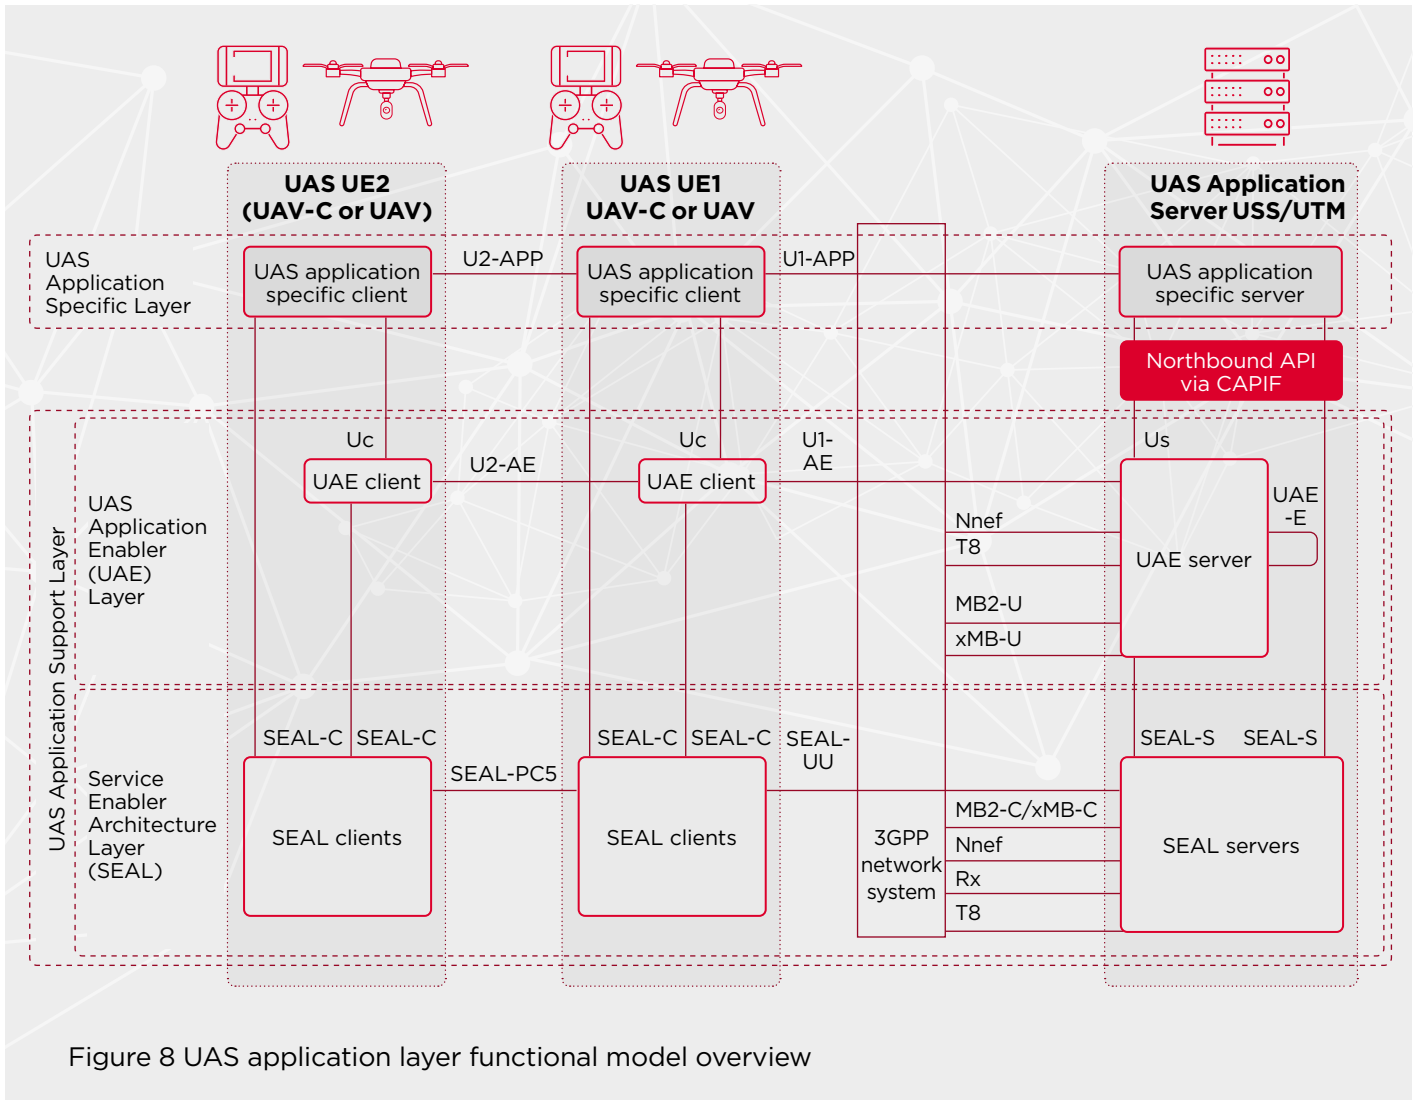 UAS UE2
(UAV-C or UAV)
UAS UE1
UAV-C or UAV
UAS Application
Server USS/UTM
UAS
Application
Specific Layer
UAS application
specific client
U2-APP
UAS application
specific client
U1-APP
UAS application
specific server
Northbound API
via CAPIF
UAS Application Support Layer
UAS
Application
Enabler
(UAE)
Layer
Uc
UAE client
U2-AE
Uc
UAE client
U1-
AE
Us
UAE server
UAE
-E
Nnef
T8
MB2-U
xMB-U
Service
Enabler
Architecture
Layer
(SEAL)
SEAL-C
SEAL-C
SEAL clients
SEAL-PC5
SEAL-C
SEAL-C
SEAL clients
SEAL-
UU
3GPP
network
system
SEAL-S
SEAL-S
MB2-C/xMB-C
Nnef
Rx
T8
SEAL servers
Figure 8 UAS application layer functional model overview